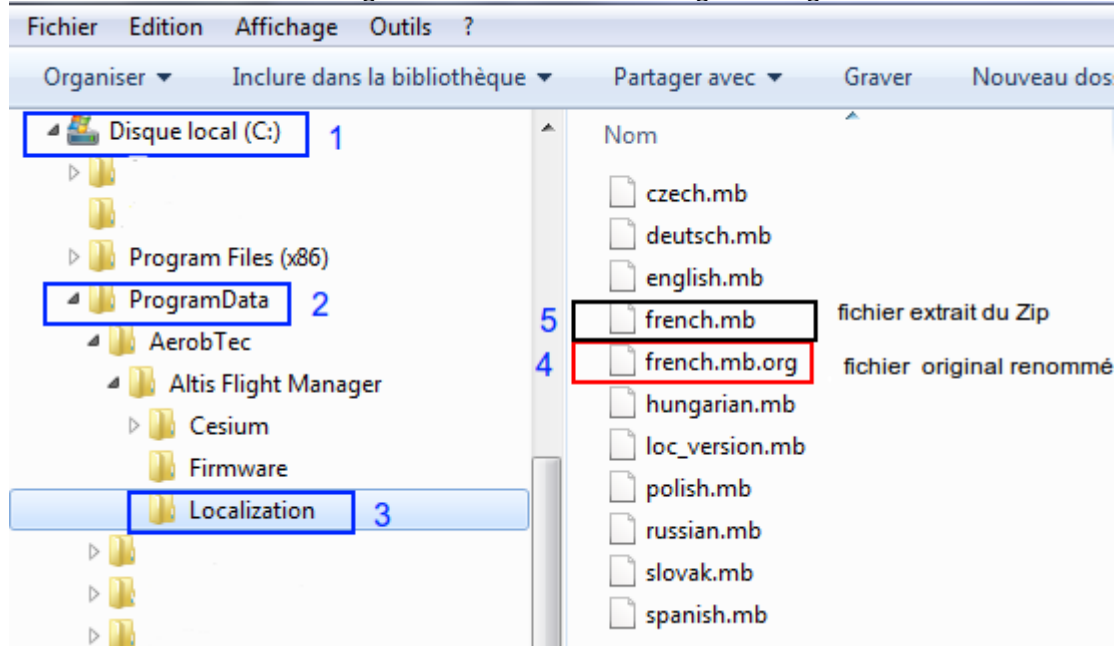 Fichier Edition Affichage Outils ?
Organiser Inclure dans la bibliothèque Partager avec Graver Nouveau dos
Disque local (C:) 1
Program Files (x86)
ProgramData 2
AerobTec
Altis Flight Manager
Cesium
Firmware
Localization 3
Nom
czech.mb
deutsch.mb
english.mb
5 french.mb fichier extrait du Zip
4 french.mb.org fichier original renommé
hungarian.mb
loc_version.mb
polish.mb
russian.mb
slovak.mb
spanish.mb